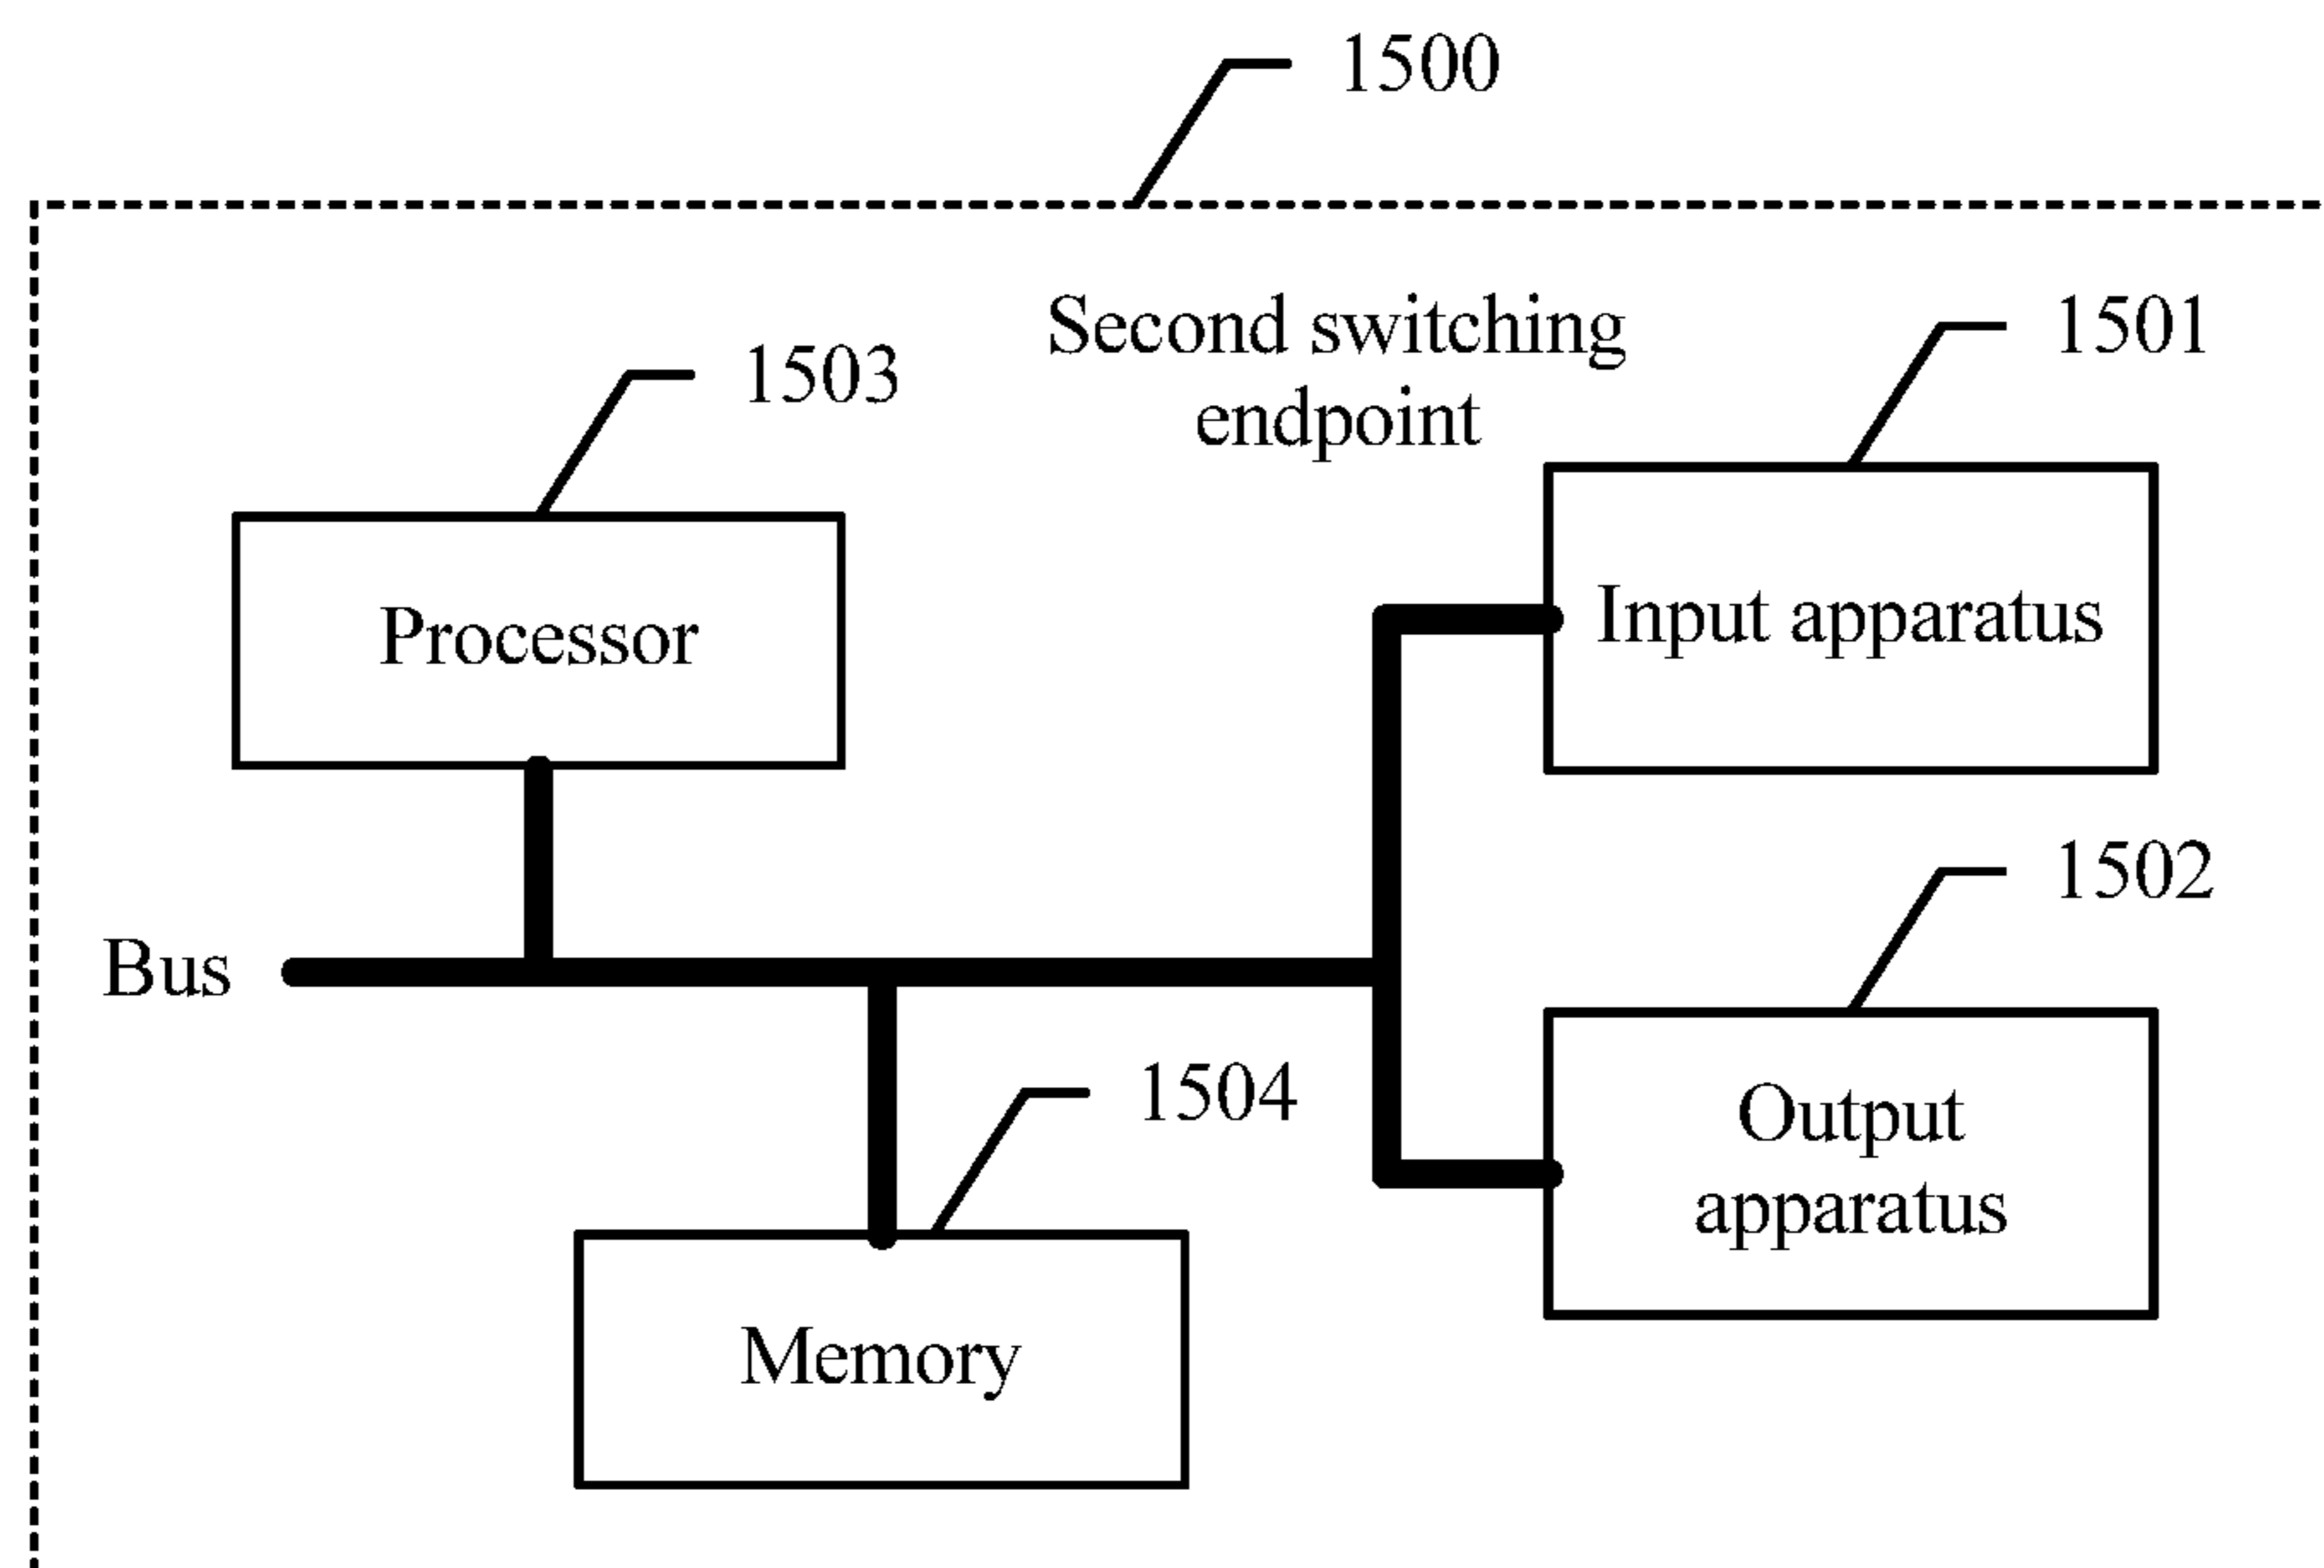 1500
Second switching
endpoint
1501
1503
Input apparatus
Processor
1502
Bus
1504
Output
apparatus
Memory